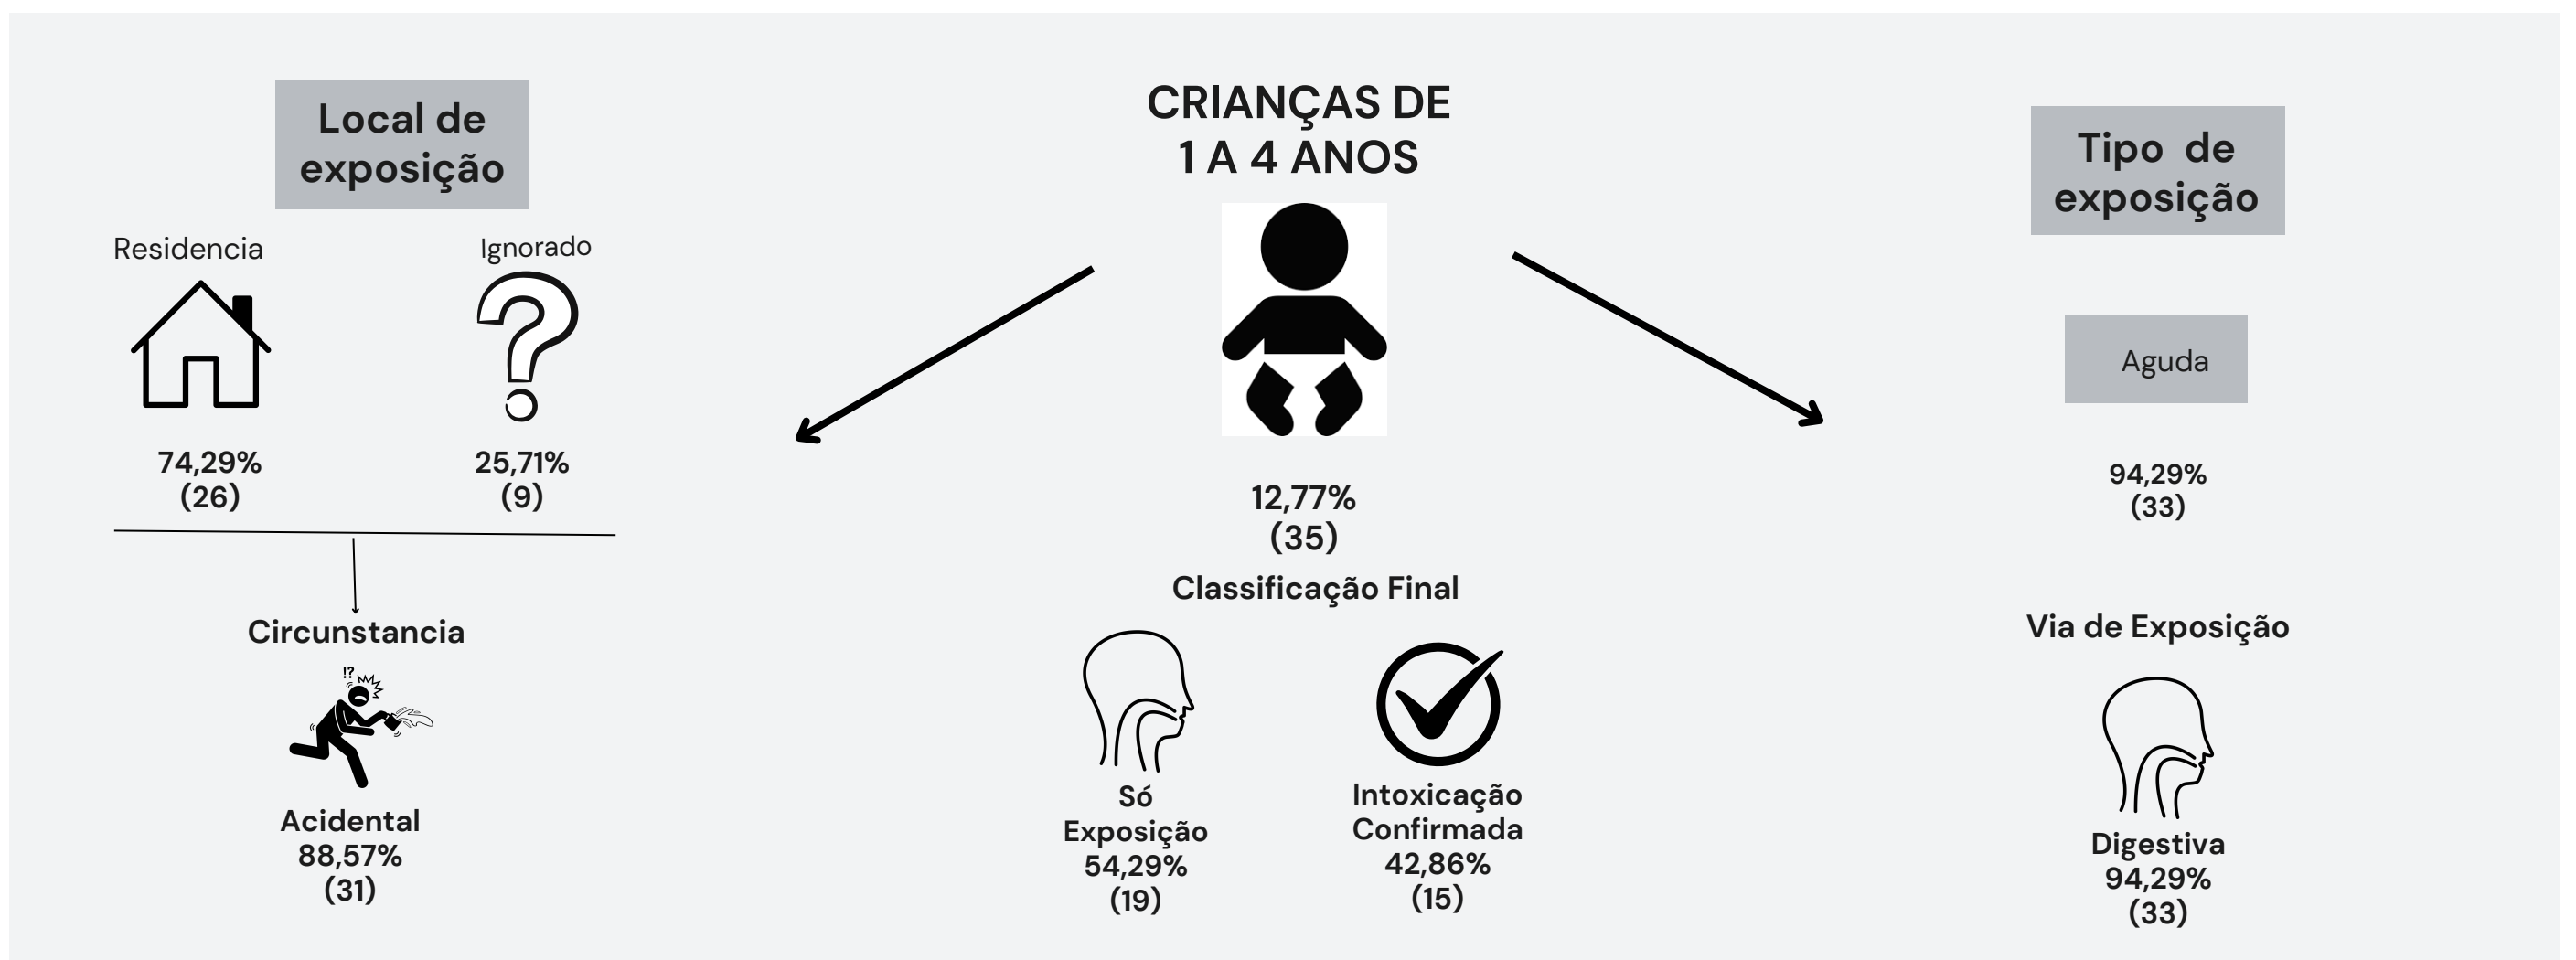 Local de
exposição
Residencia
Ignorado
74,29%
(26)
25,71%
(9)
Circunstancia
!?
Acidental
88,57%
(31)
CRIANÇAS DE
1 A 4 ANOS
12,77%
(35)
Classificação Final
Só
Exposição
54,29%
(19)
Intoxicação
Confirmada
42,86%
(15)
Tipo de
exposição
Aguda
94,29%
(33)
Via de Exposição
Digestiva
94,29%
(33)